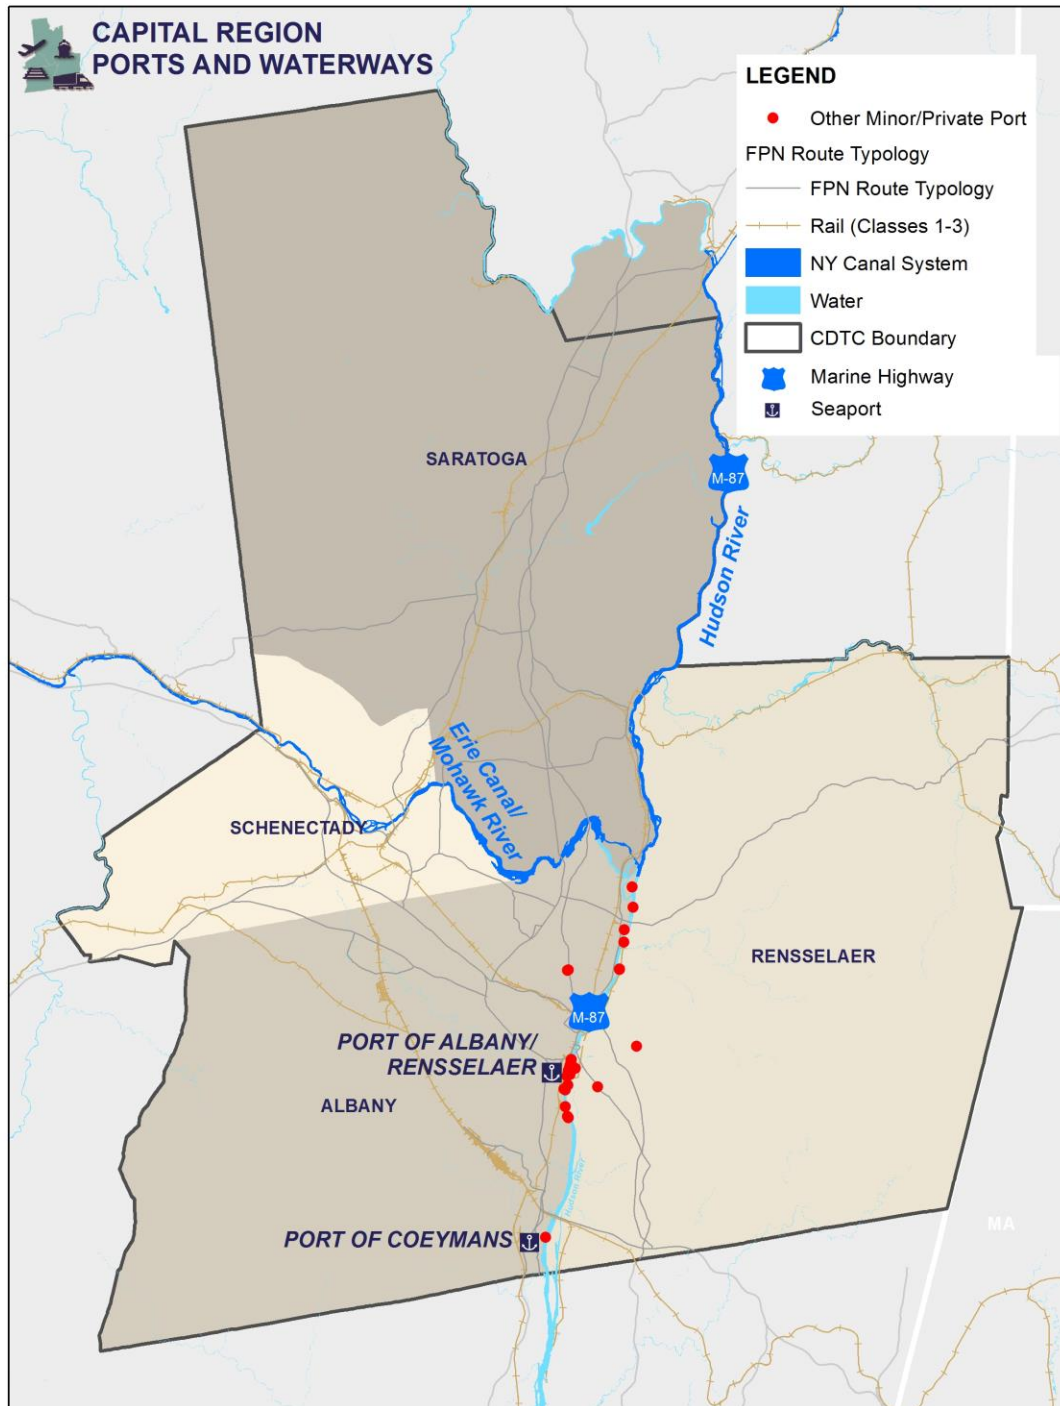 CAPITAL REGION
PORTS AND WATERWAYS
LEGEND
Other Minor/Private Port
FPN Route Typology
FPN Route Typology
Rail (Classes 1-3)
NY Canal System
Water
CDTC Boundary
Marine Highway
Seaport
SARATOGA
M-87
Hudson River
Erie Canal/
Mohawk River
SCHENECTADY
RENSSELAER
M-87
PORT OF ALBANY/
RENSSELAER
ALBANY
Hudson River
MA
PORT OF COEYMANS